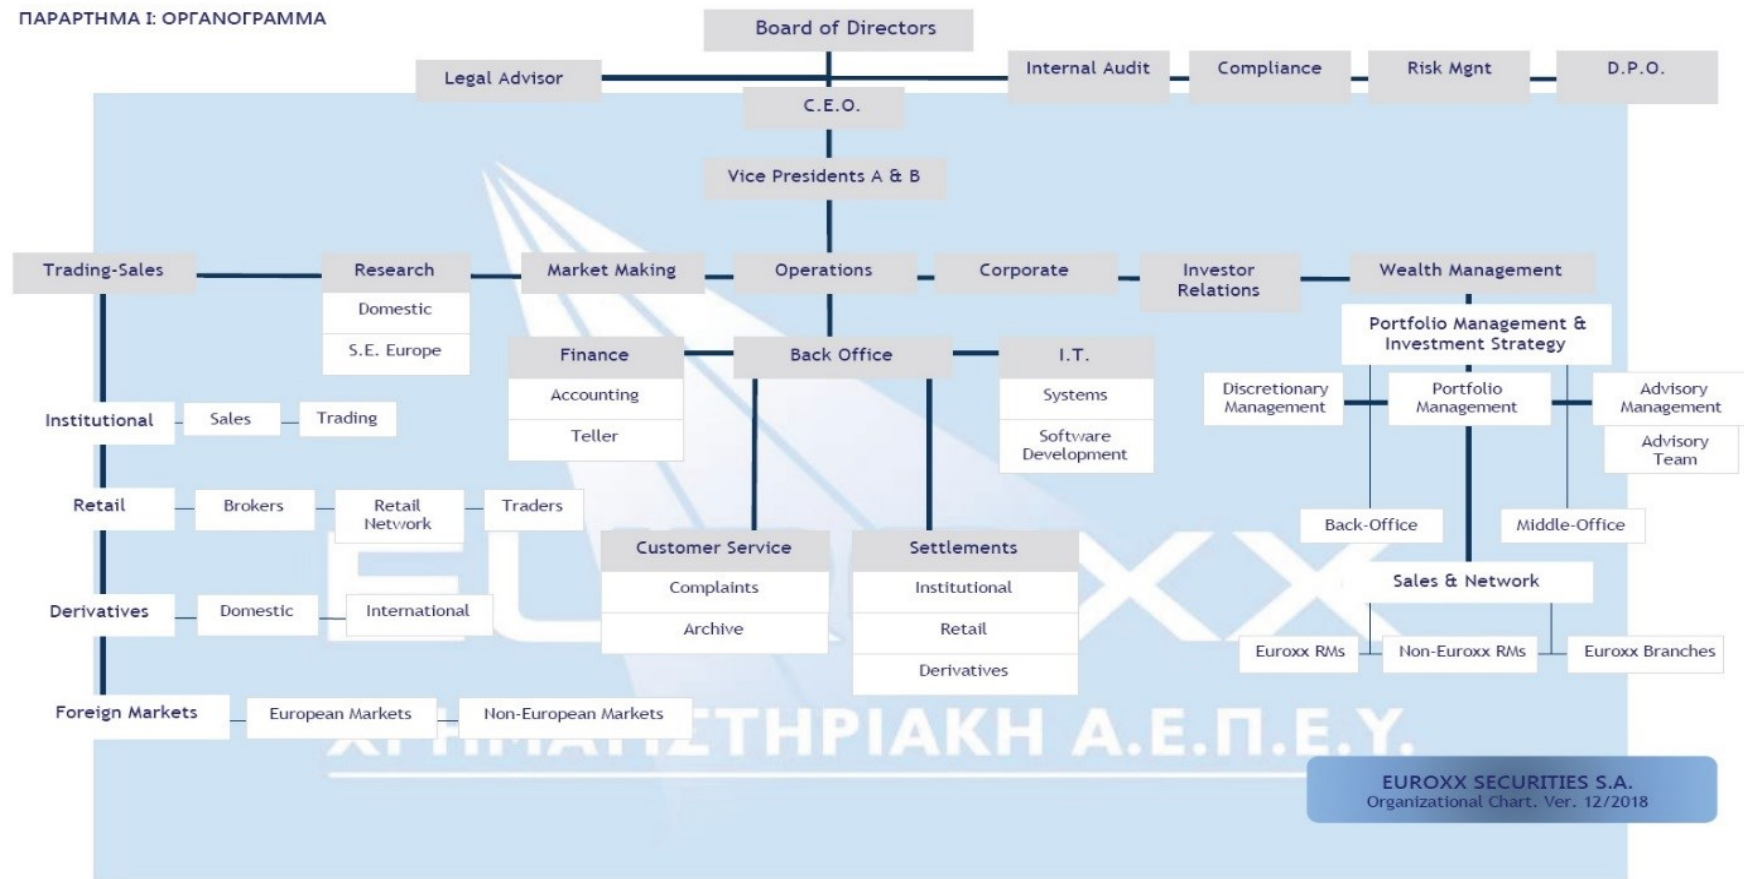 ΠΑΡΑΡΤΗΜΑ Ι: ΟΡΓΑΝΟΓΡΑΜΜΑ
Board of Directors
Legal Advisor
Internal Audit
Compliance
Risk Mgnt
D.P.O.
C.E.O.
Vice Presidents A & B
Trading-Sales
Research
Market Making
Operations
Corporate
Investor
Relations
Wealth Management
Domestic
S.E. Europe
Finance
Accounting
Teller
Back Office
I.T.
Systems
Software
Development
Portfolio Management &
Investment Strategy
Discretionary
Management
Portfolio
Management
Advisory
Management
Advisory
Team
Institutional
Sales
Trading
Retail
Brokers
Retail
Network
Traders
Back-Office
Middle-Office
Customer Service
Complaints
Archive
Settlements
Institutional
Retail
Derivatives
Sales & Network
Euroxx RMs
Non-Euroxx RMs
Euroxx Branches
Derivatives
Domestic
International
Foreign Markets
European Markets
Non-European Markets
ΧΡΗΜΑΤΙΣΤΗΡΙΑΚΗ Α.Ε.Π.Ε.Υ.
EUROXX SECURITIES S.A.
Organizational Chart. Ver. 12/2018